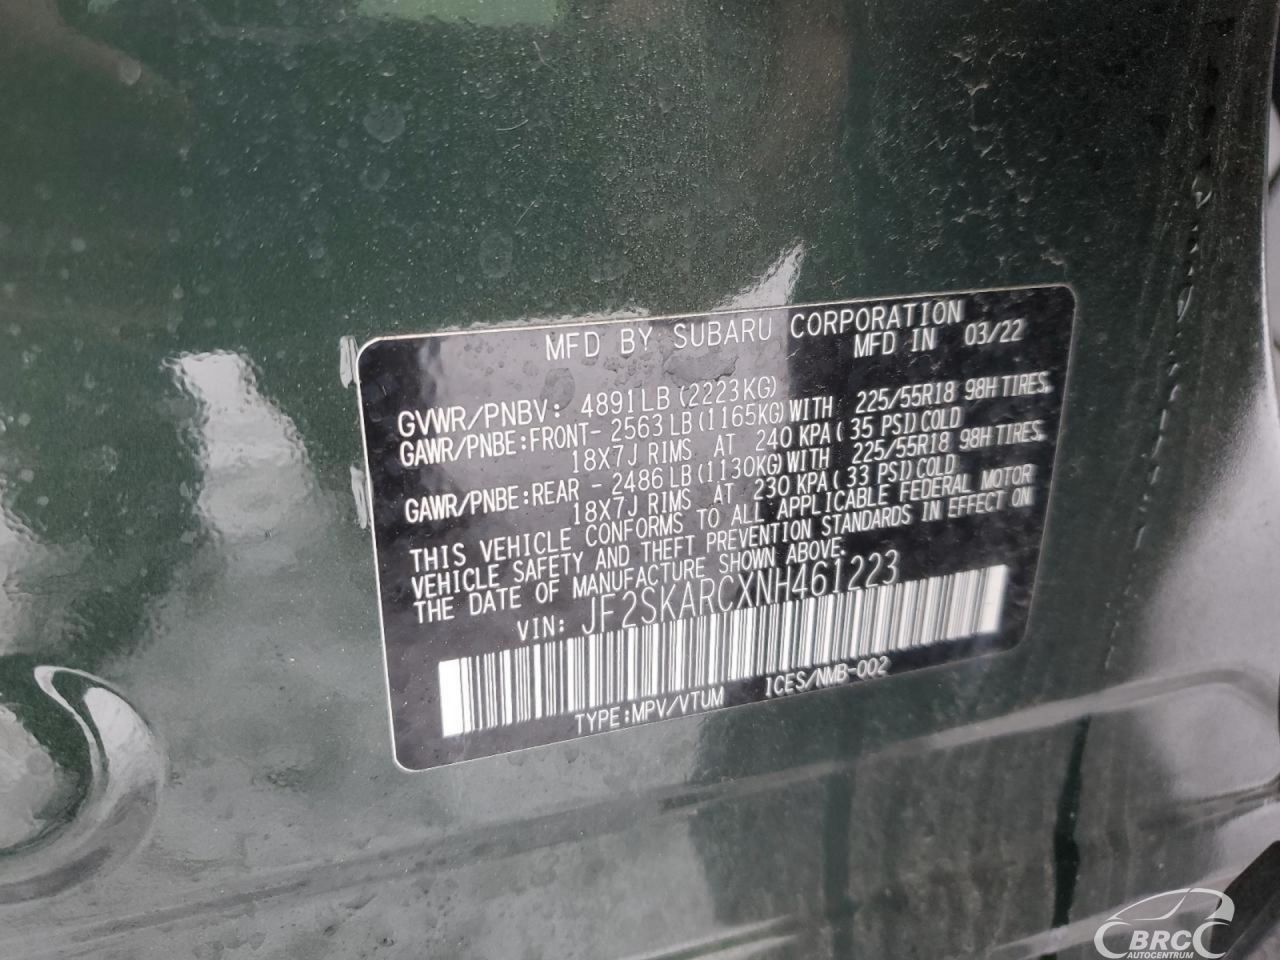 MFD BY SUBARU CORPORATION
MFD IN 03/22
GVWR/PNBV: 4891LB(2223KG)
GAWR/PNBE:FRONT- 2563LB(1165KG)WITH 225/55R18 98H TIRES,
18X7J RIMS AT 240 KPA(35 PSI)COLD
GAWR/PNBE:REAR - 2486LB(1130KG)WITH 225/55R18 98H TIRES,
18X7J RIMS AT 230 KPA(33 PSI)COLD
THIS VEHICLE CONFORMS TO ALL APPLICABLE FEDERAL MOTOR
VEHICLE SAFETY AND THEFT PREVENTION STANDARDS IN EFFECT ON
THE DATE OF MANUFACTURE SHOWN ABOVE.
VIN: JF2SKARCXNH461223
TYPE:MPV/VTUM ICES/NMB-002
BRC
AUTOCENTRUM